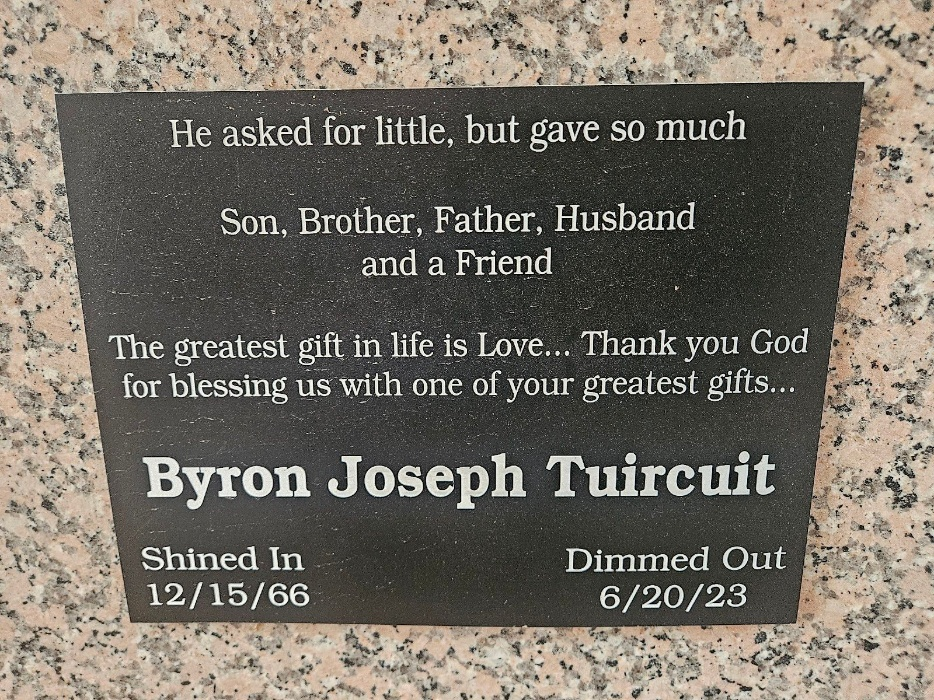 He asked for little, but gave so much
Son, Brother, Father, Husband
and a Friend
The greatest gift in life is Love... Thank you God
for blessing us with one of your greatest gifts...
Byron Joseph Tuircuit
Shined In
Dimmed Out
12/15/66
6/20/23